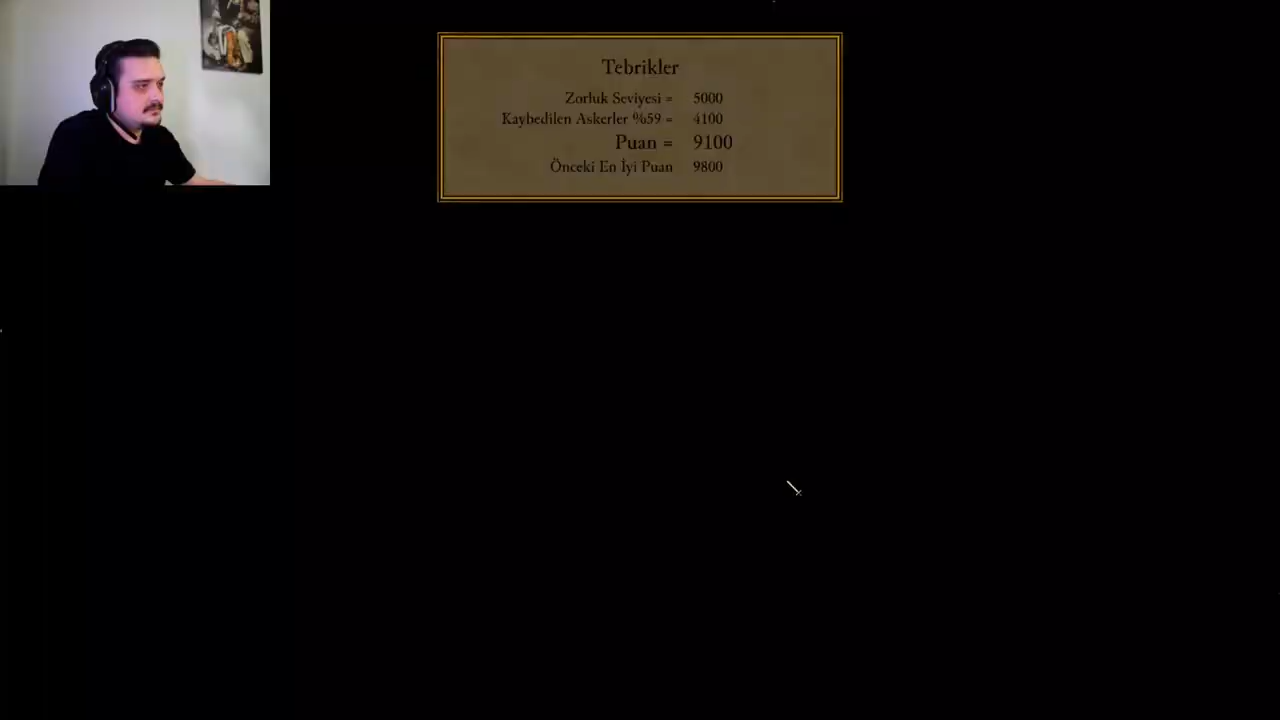 Tebrikler
Zorluk Seviyesi = 5000
Kaybedilen Askerler %59 = 4100
Puan = 9100
Önceki En İyi Puan 9800